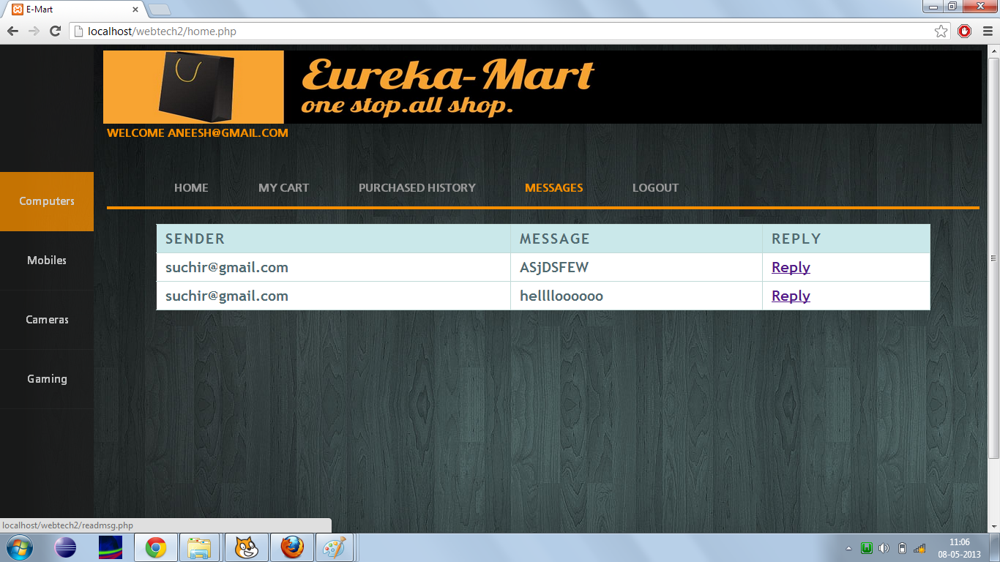 E-Mart
localhost/webtech2/home.php
Eureka-Mart
one stop.all shop.
WELCOME ANEESH@GMAIL.COM
HOME MY CART PURCHASED HISTORY MESSAGES LOGOUT
Computers
Mobiles
Cameras
Gaming
SENDER MESSAGE REPLY
suchir@gmail.com ASjDSFEW Reply
suchir@gmail.com helllloooooo Reply
localhost/webtech2/readmsg.php
11:06
08-05-2013